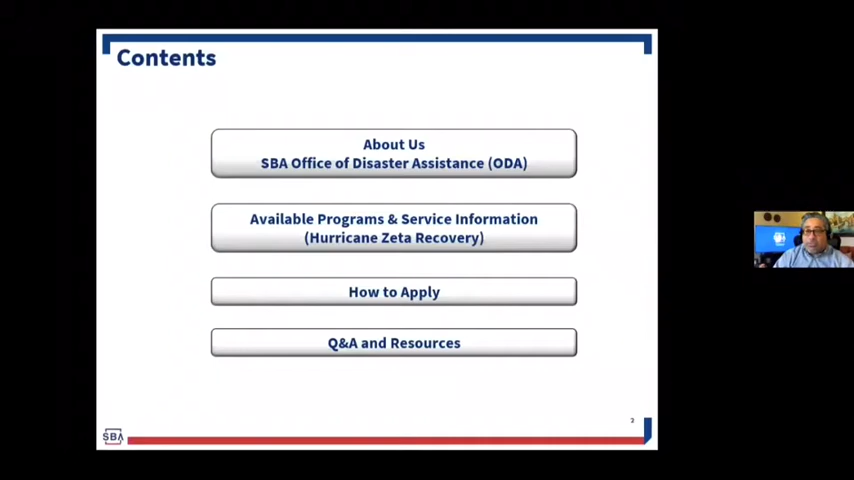 Contents
About Us
SBA Office of Disaster Assistance (ODA)
Available Programs & Service Information
(Hurricane Zeta Recovery)
How to Apply
Q&A and Resources
SBA